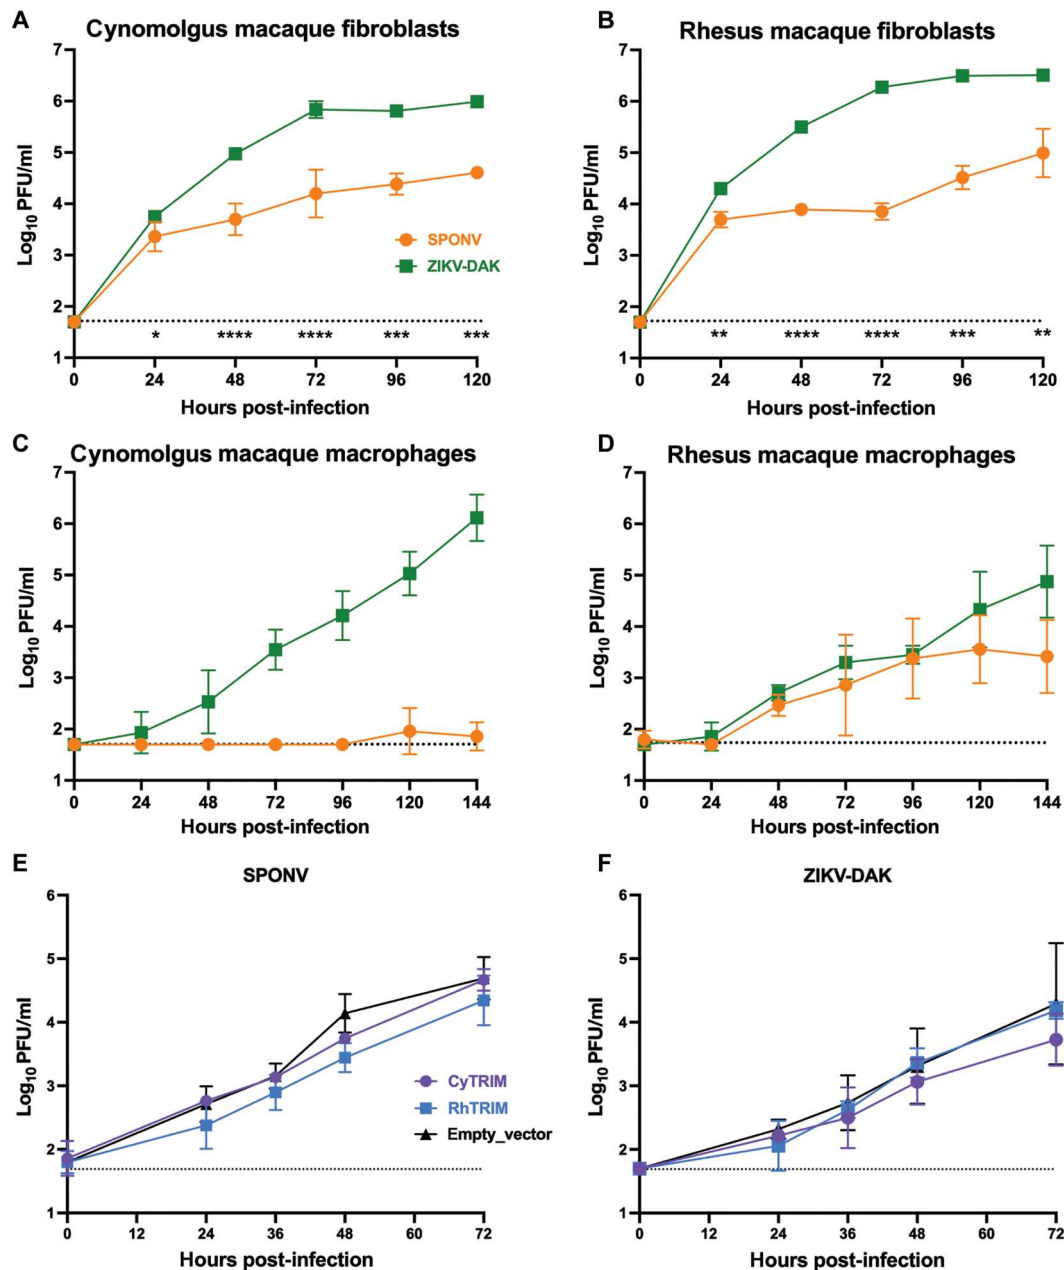 A
Cynomolgus macaque fibroblasts
7
6
5
4
3
2
1
Log10 PFU/ml
SPONV
ZIKV-DAK
* **** **** *** ***
0 24 48 72 96 120
Hours post-infection
B
Rhesus macaque fibroblasts
7
6
5
4
3
2
1
Log10 PFU/ml
** **** **** *** **
0 24 48 72 96 120
Hours post-infection
C
Cynomolgus macaque macrophages
7
6
5
4
3
2
1
Log10 PFU/ml
0 24 48 72 96 120 144
Hours post-infection
D
Rhesus macaque macrophages
7
6
5
4
3
2
1
Log10 PFU/ml
0 24 48 72 96 120 144
Hours post-infection
E
SPONV
6
5
4
3
2
1
Log10 PFU/ml
CyTRIM
RhTRIM
Empty_vector
0 12 24 36 48 60 72
Hours post-infection
F
ZIKV-DAK
6
5
4
3
2
1
Log10 PFU/ml
0 12 24 36 48 60 72
Hours post-infection